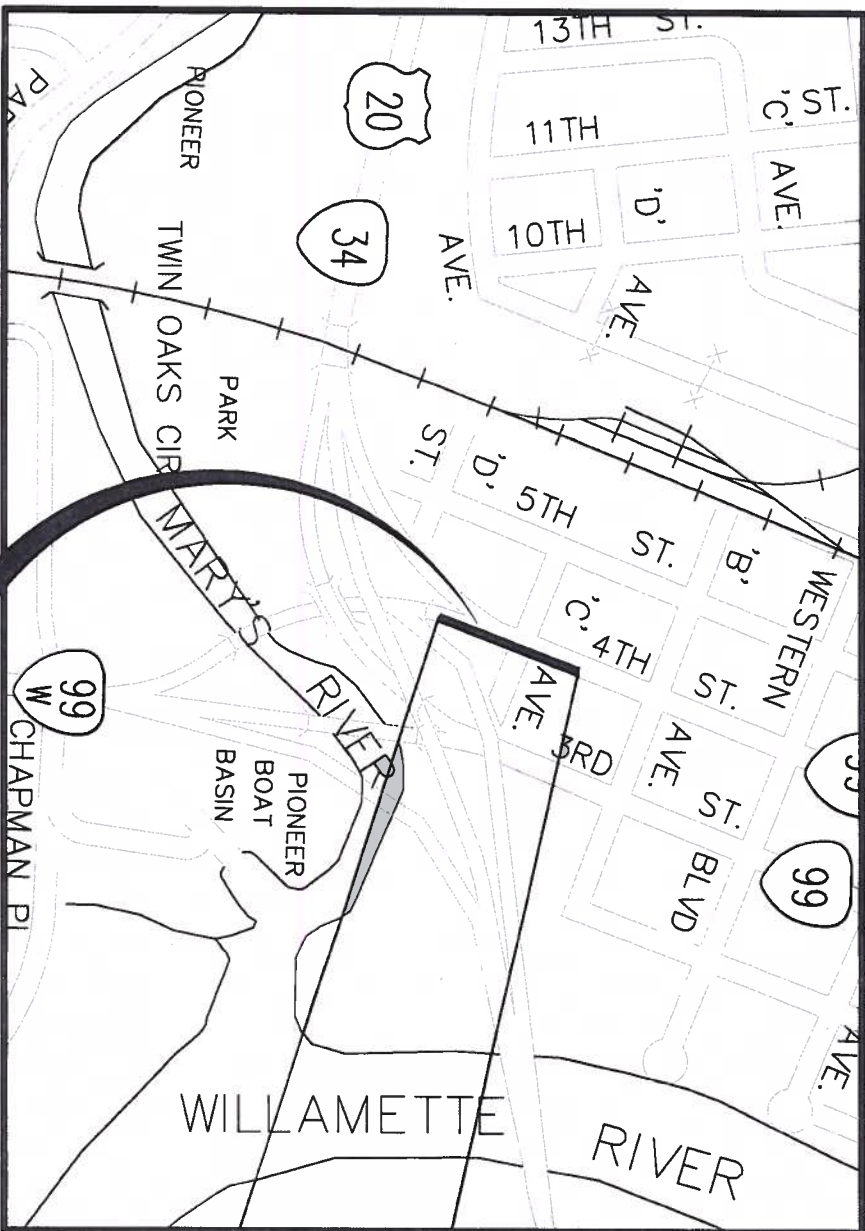 13TH ST.
'C' ST.
AVE.
11TH
'D'
AVE.
10TH
AVE.
20
34
PIONEER
PARK
TWIN OAKS CIR
MARY'S
RIVER
ST.
'D'
5TH
ST.
'B'
WESTERN
BLVD
'C'
AVE.
4TH
ST.
AVE.
3RD
ST.
99
99
W
CHAPMAN PL
PIONEER
BOAT
BASIN
AVE.
WILLAMETTE
RIVER